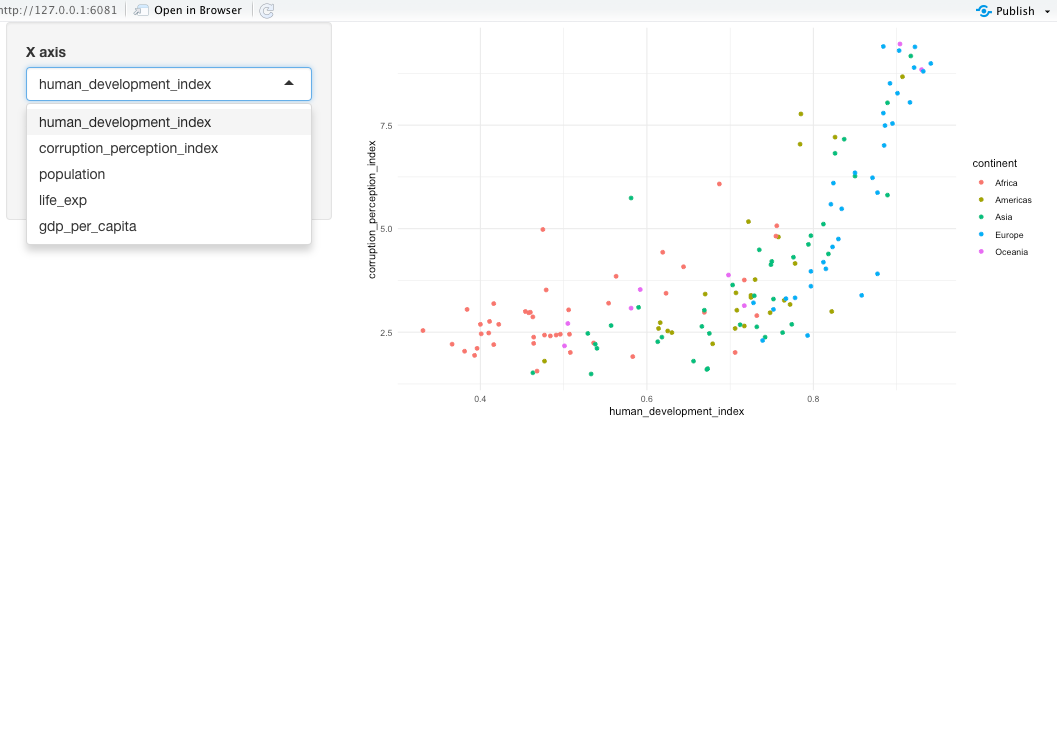 http://127.0.0.1:6081 Open in Browser Publish
X axis
human_development_index
human_development_index
corruption_perception_index
population
life_exp
gdp_per_capita
corruption_perception_index
7.5
5.0
2.5
0.4 0.6 0.8
human_development_index
continent
Africa
Americas
Asia
Europe
Oceania